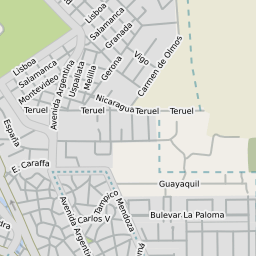 Lisboa
Salamanca
Granada
Vigo
Carmen de Olmos
Lisboa
Salamanca
Montevideo
Avenida Argentina
Uspallata
Melilla
Gerona
Nicaragua
Teruel
Teruel
Teruel
España
E. Caraffa
Guayaquil
Avenida Argentina
Tampico
Mendoza
Carlos V
Bulevar La Paloma